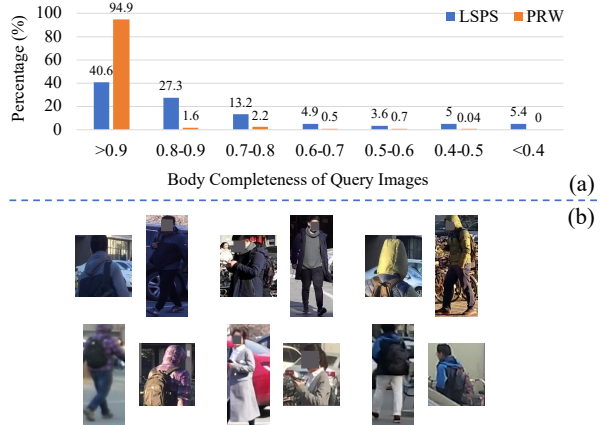 100
80
60
40
20
0
Percentage (%)
LSPS
PRW
40.6 94.9
27.3 1.6
13.2 2.2
4.9 0.5
3.6 0.7
5 0.04
5.4 0
>0.9 0.8-0.9 0.7-0.8 0.6-0.7 0.5-0.6 0.4-0.5 <0.4
Body Completeness of Query Images
(a)
(b)